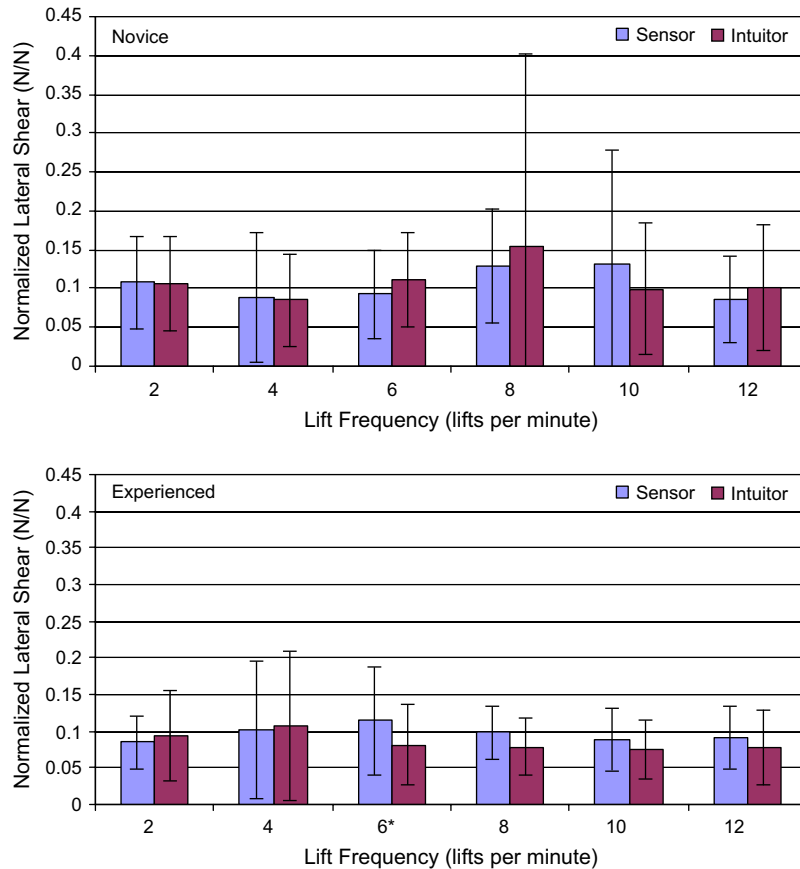 0.45
Novice
Sensor Intuitor
0.4
0.35
0.3
0.25
0.2
0.15
0.1
0.05
0
Normalized Lateral Shear (N/N)
2 4 6 8 10 12
Lift Frequency (lifts per minute)
0.45
Experienced
Sensor Intuitor
0.4
0.35
0.3
0.25
0.2
0.15
0.1
0.05
0
Normalized Lateral Shear (N/N)
2 4 6* 8 10 12
Lift Frequency (lifts per minute)